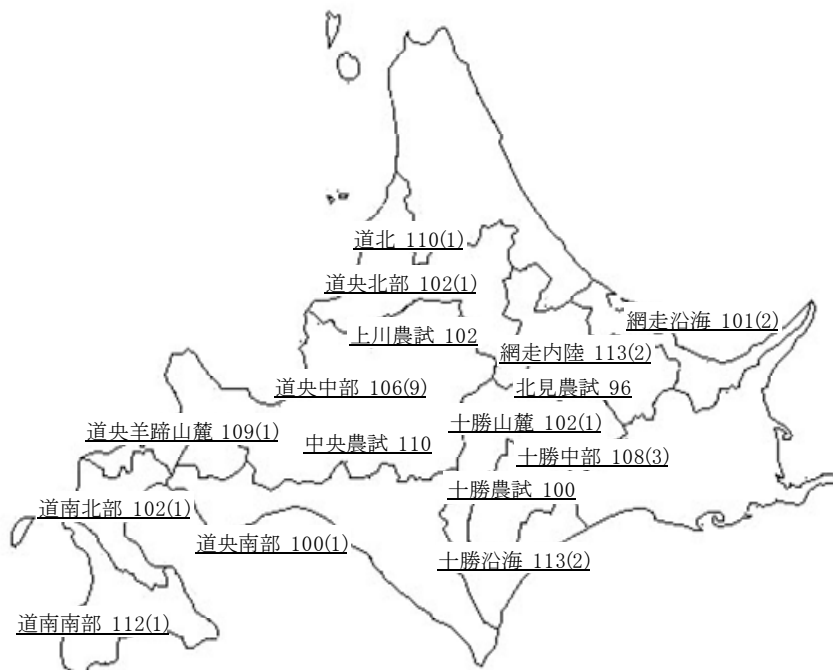 道北 110(1)
道央北部 102(1)
網走沿海 101(2)
上川農試 102
網走内陸 113(2)
道央中部 106(9)
北見農試 96
十勝山麓 102(1)
道央羊蹄山麓 109(1)
中央農試 110
十勝中部 108(3)
十勝農試 100
道南北部 102(1)
道央南部 100(1)
十勝沿海 113(2)
道南南部 112(1)